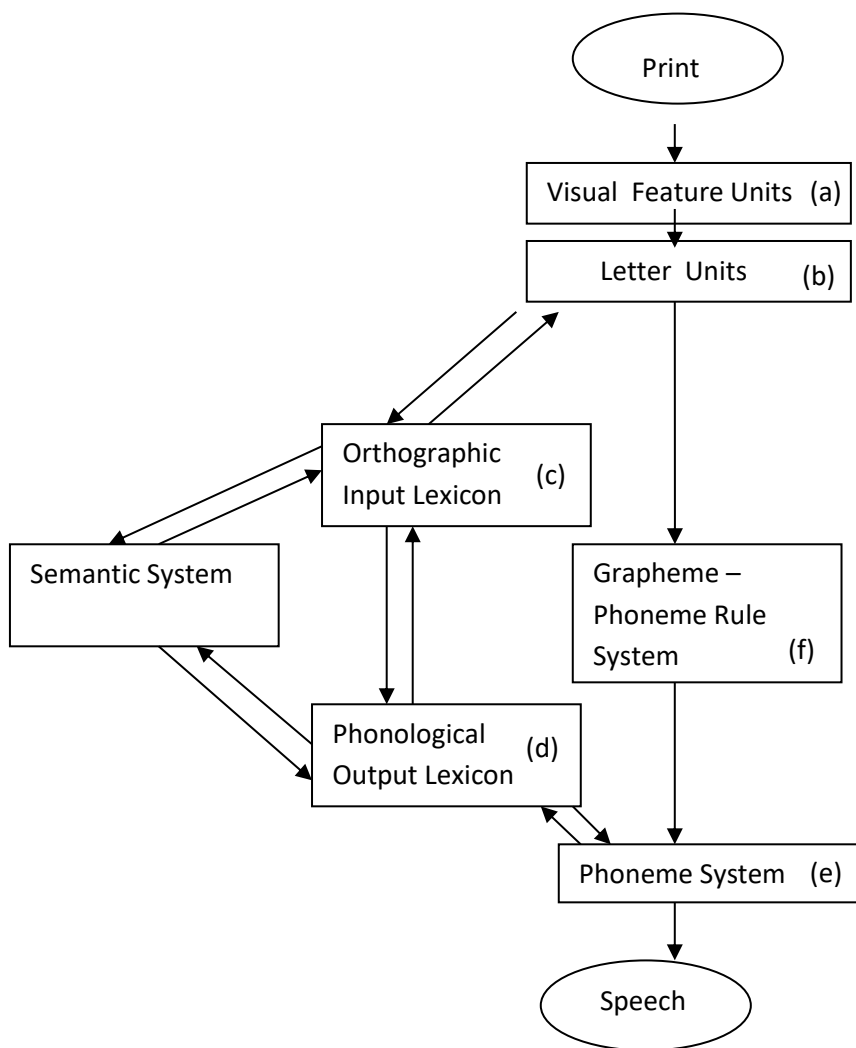 Print
Visual Feature Units (a)
Letter Units (b)
Orthographic
Input Lexicon (c)
Semantic System
Grapheme –
Phoneme Rule
System (f)
Phonological
Output Lexicon (d)
Phoneme System (e)
Speech